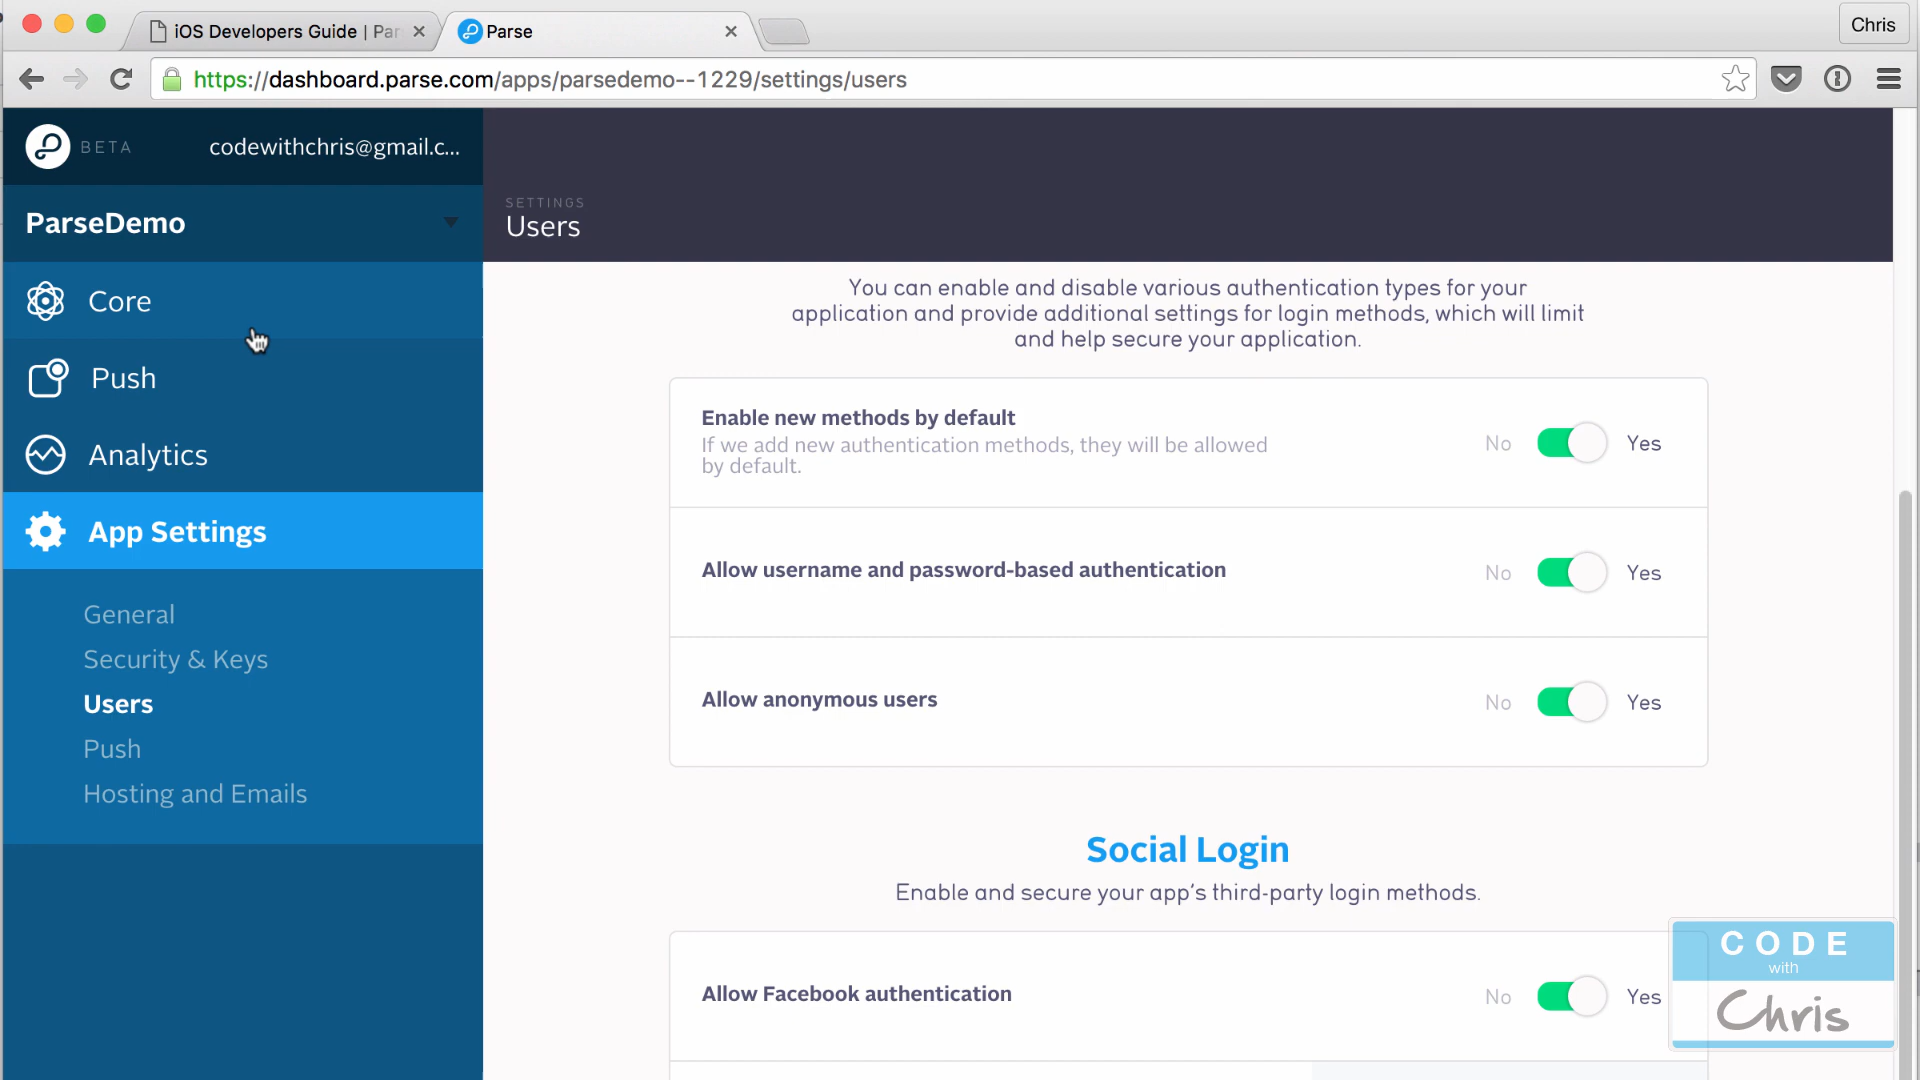 iOS Developers Guide | Par
Parse
Chris
https://dashboard.parse.com/apps/parsedemo--1229/settings/users
BETA
codewithchris@gmail.c...
ParseDemo
SETTINGS
Users
Core
Push
Analytics
App Settings
General
Security & Keys
Users
Push
Hosting and Emails
You can enable and disable various authentication types for your
application and provide additional settings for login methods, which will limit
and help secure your application.
Enable new methods by default
If we add new authentication methods, they will be allowed
by default.
No Yes
Allow username and password-based authentication
No Yes
Allow anonymous users
No Yes
Social Login
Enable and secure your app's third-party login methods.
Allow Facebook authentication
No Yes
CODE
with
Chris